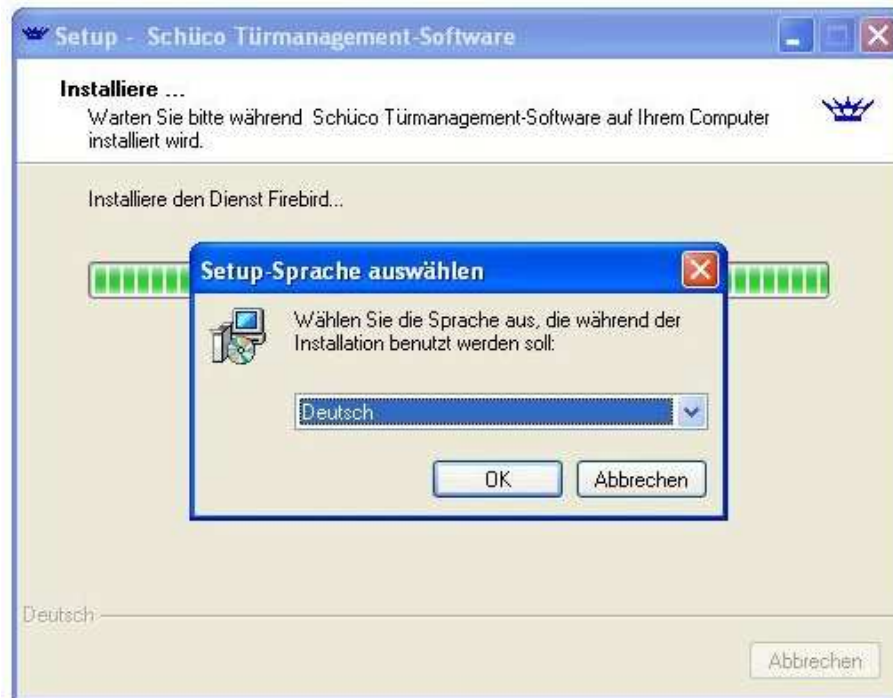 Setup - Schüco Türmanagement-Software
Installiere ...
Warten Sie bitte während Schüco Türmanagement-Software auf Ihrem Computer
installiert wird.
Installiere den Dienst Firebird...
Setup-Sprache auswählen
Wählen Sie die Sprache aus, die während der
Installation benutzt werden soll:
Deutsch
OK Abbrechen
Deutsch
Abbrechen